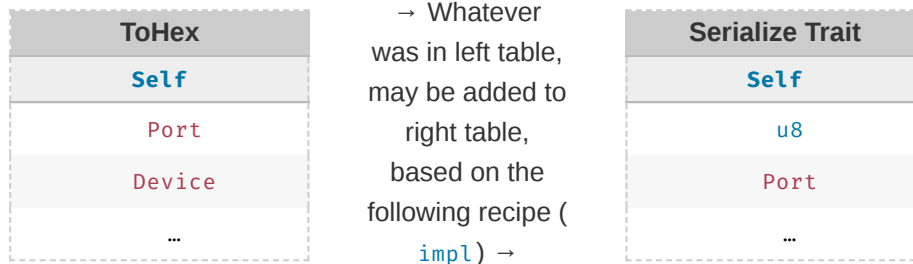 ToHex
Self
Port
Device
…
→ Whatever
was in left table,
may be added to
right table,
based on the
following recipe (
impl) →
Serialize Trait
Self
u8
Port
…